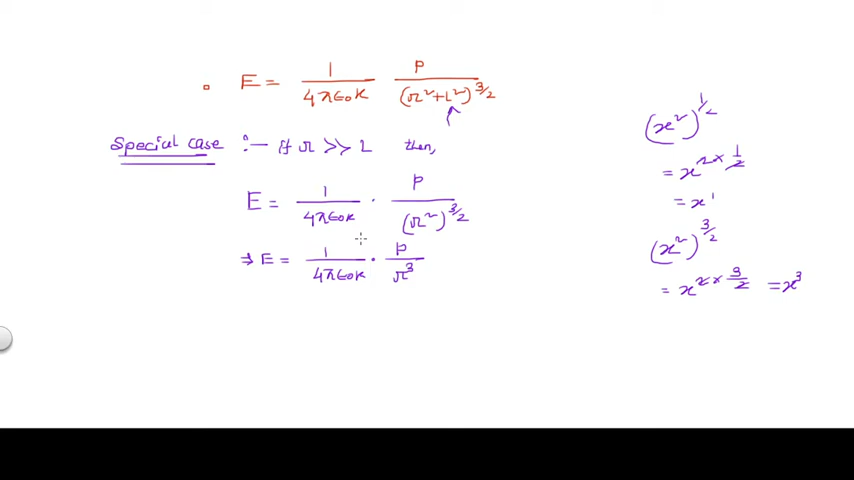 E = 1/4πε₀k P/(r²+l²)^3/2
Special case :- if r >> l then,
E = 1/4πε₀k · P/(r²)^3/2
⇒ E = 1/4πε₀k · P/r³
(x²)^1/2
= x^2×1/2
= x¹
(x²)^3/2
= x^2×3/2 = x³